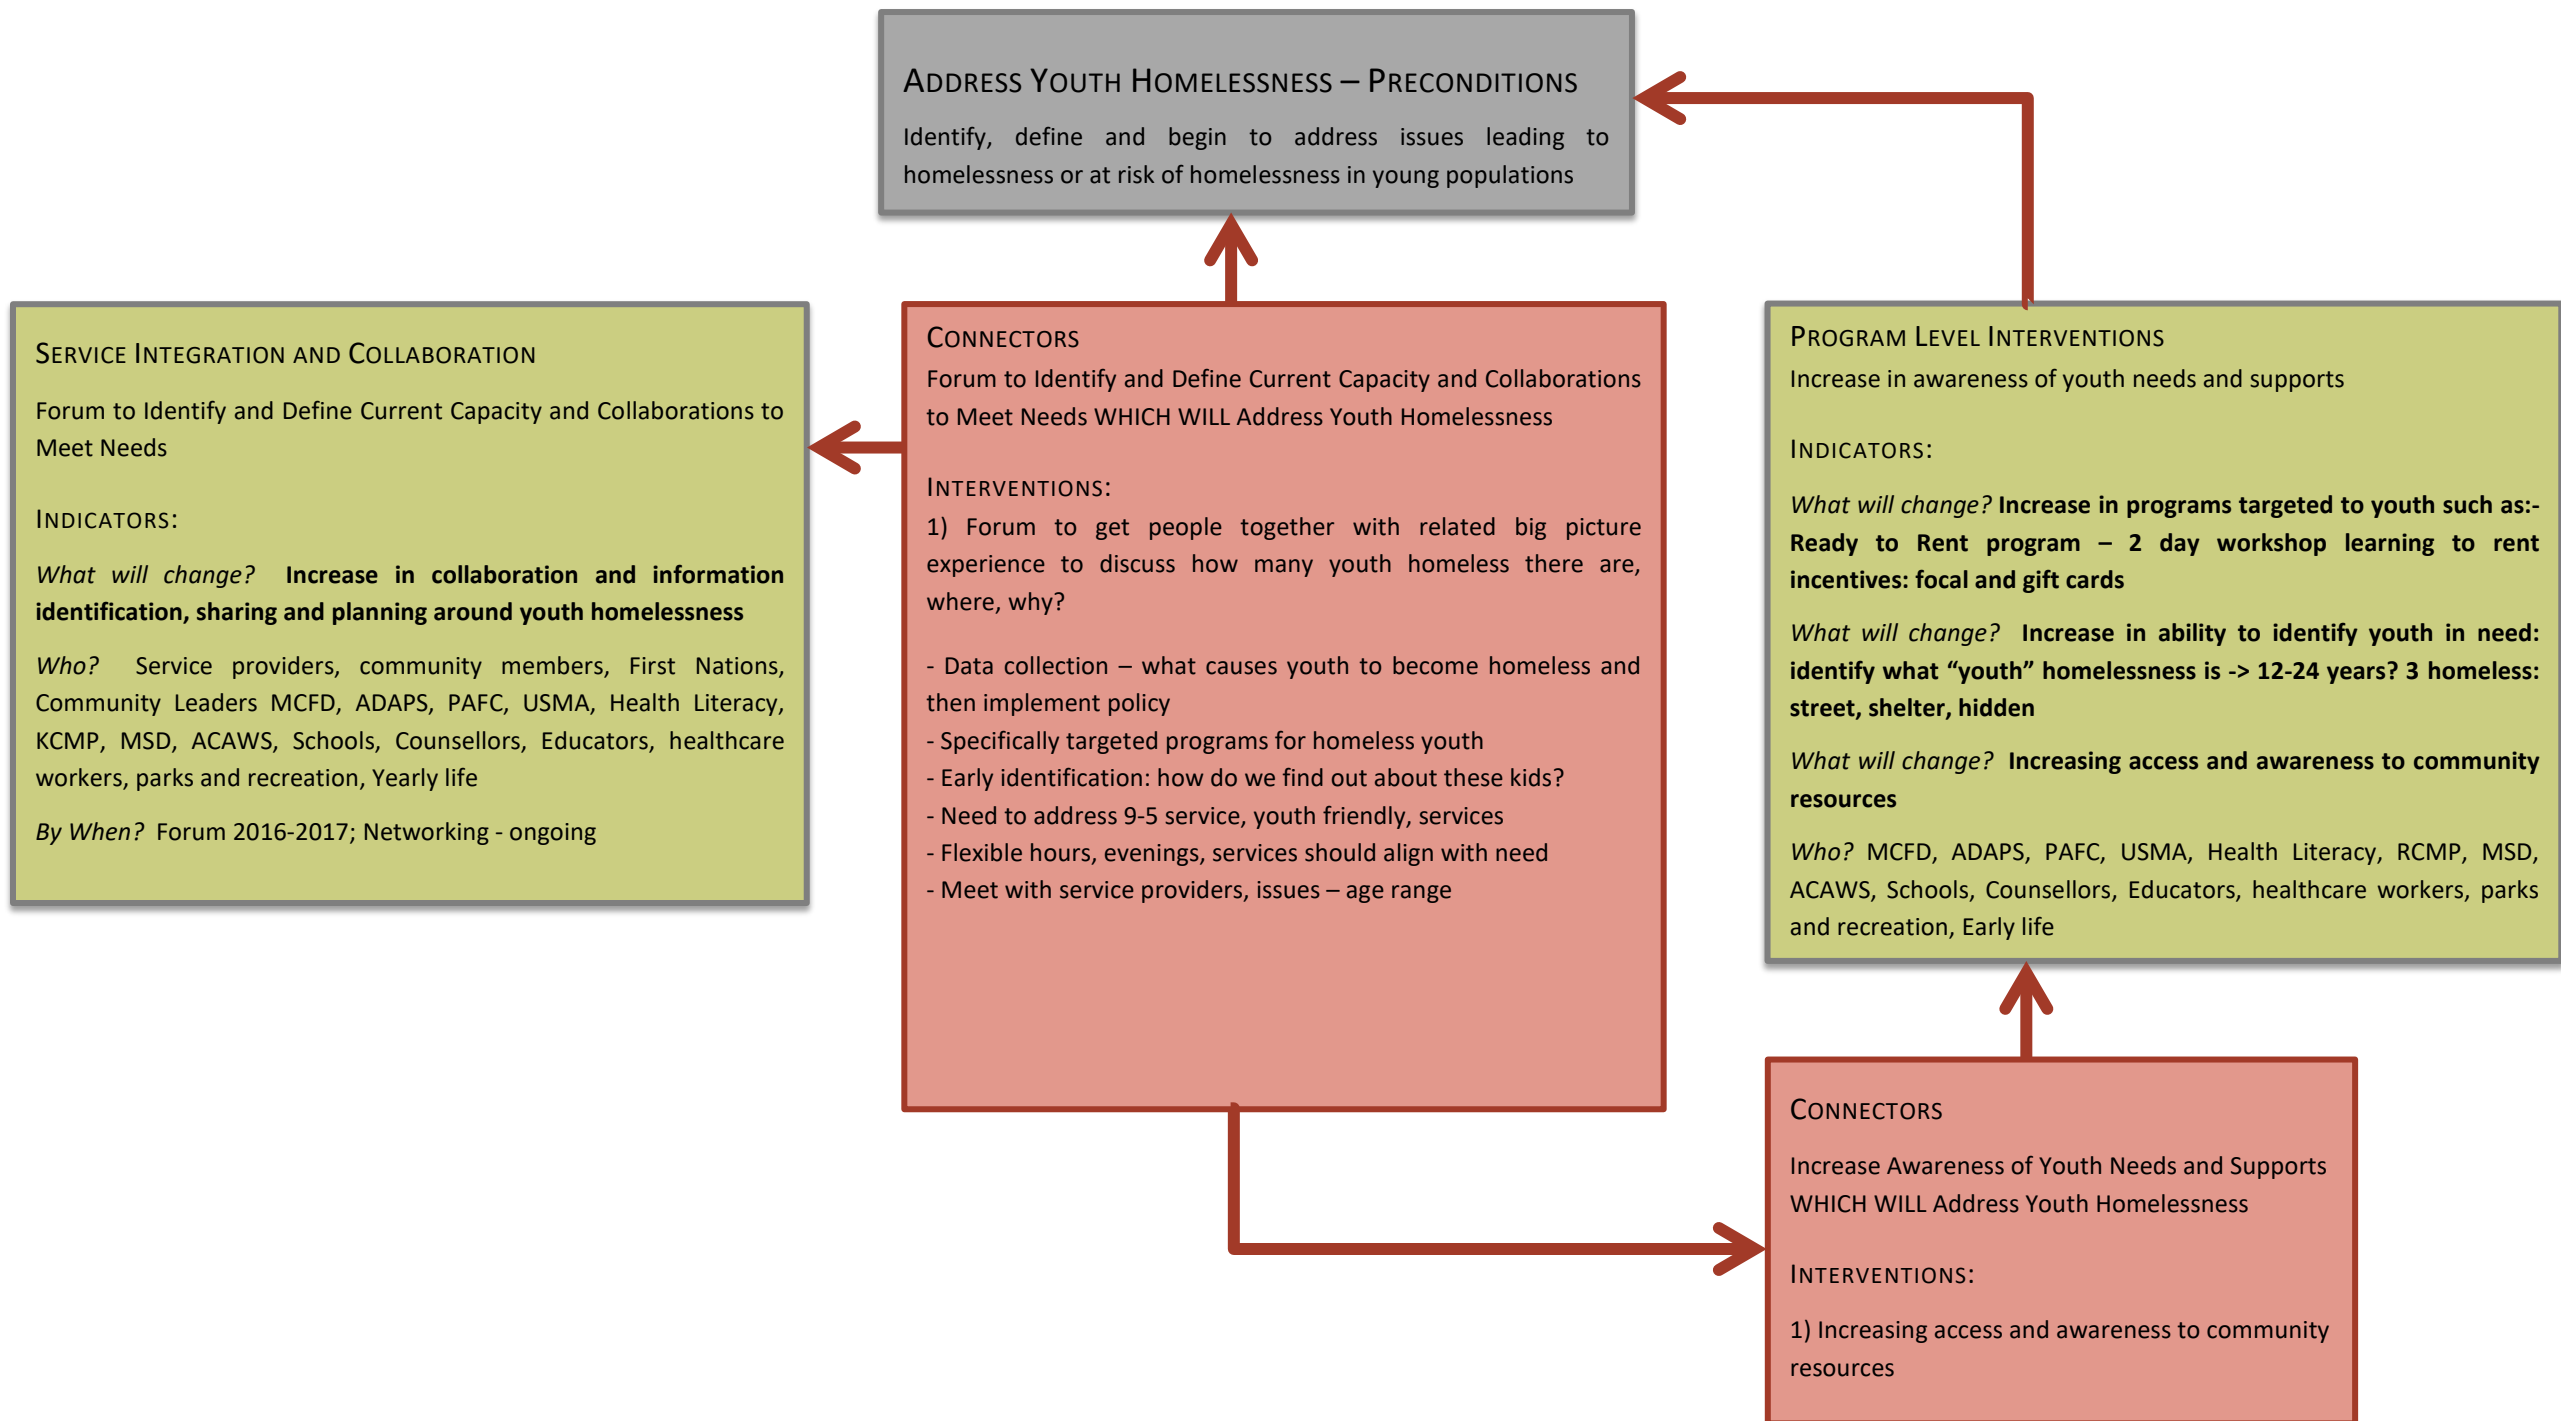 ADDRESS YOUTH HOMELESSNESS – PRECONDITIONS
Identify, define and begin to address issues leading to
homelessness or at risk of homelessness in young populations
SERVICE INTEGRATION AND COLLABORATION
Forum to Identify and Define Current Capacity and Collaborations to
Meet Needs
INDICATORS:
What will change? Increase in collaboration and information
identification, sharing and planning around youth homelessness
Who? Service providers, community members, First Nations,
Community Leaders MCFD, ADAPS, PAFC, USMA, Health Literacy,
KCMP, MSD, ACAWS, Schools, Counsellors, Educators, healthcare
workers, parks and recreation, Yearly life
By When? Forum 2016-2017; Networking - ongoing
CONNECTORS
Forum to Identify and Define Current Capacity and Collaborations
to Meet Needs WHICH WILL Address Youth Homelessness
INTERVENTIONS:
1) Forum to get people together with related big picture
experience to discuss how many youth homeless there are,
where, why?
- Data collection – what causes youth to become homeless and
then implement policy
- Specifically targeted programs for homeless youth
- Early identification: how do we find out about these kids?
- Need to address 9-5 service, youth friendly, services
- Flexible hours, evenings, services should align with need
- Meet with service providers, issues – age range
PROGRAM LEVEL INTERVENTIONS
Increase in awareness of youth needs and supports
INDICATORS:
What will change? Increase in programs targeted to youth such as:-
Ready to Rent program – 2 day workshop learning to rent
incentives: focal and gift cards
What will change? Increase in ability to identify youth in need:
identify what “youth” homelessness is -> 12-24 years? 3 homeless:
street, shelter, hidden
What will change? Increasing access and awareness to community
resources
Who? MCFD, ADAPS, PAFC, USMA, Health Literacy, RCMP, MSD,
ACAWS, Schools, Counsellors, Educators, healthcare workers, parks
and recreation, Early life
CONNECTORS
Increase Awareness of Youth Needs and Supports
WHICH WILL Address Youth Homelessness
INTERVENTIONS:
1) Increasing access and awareness to community
resources